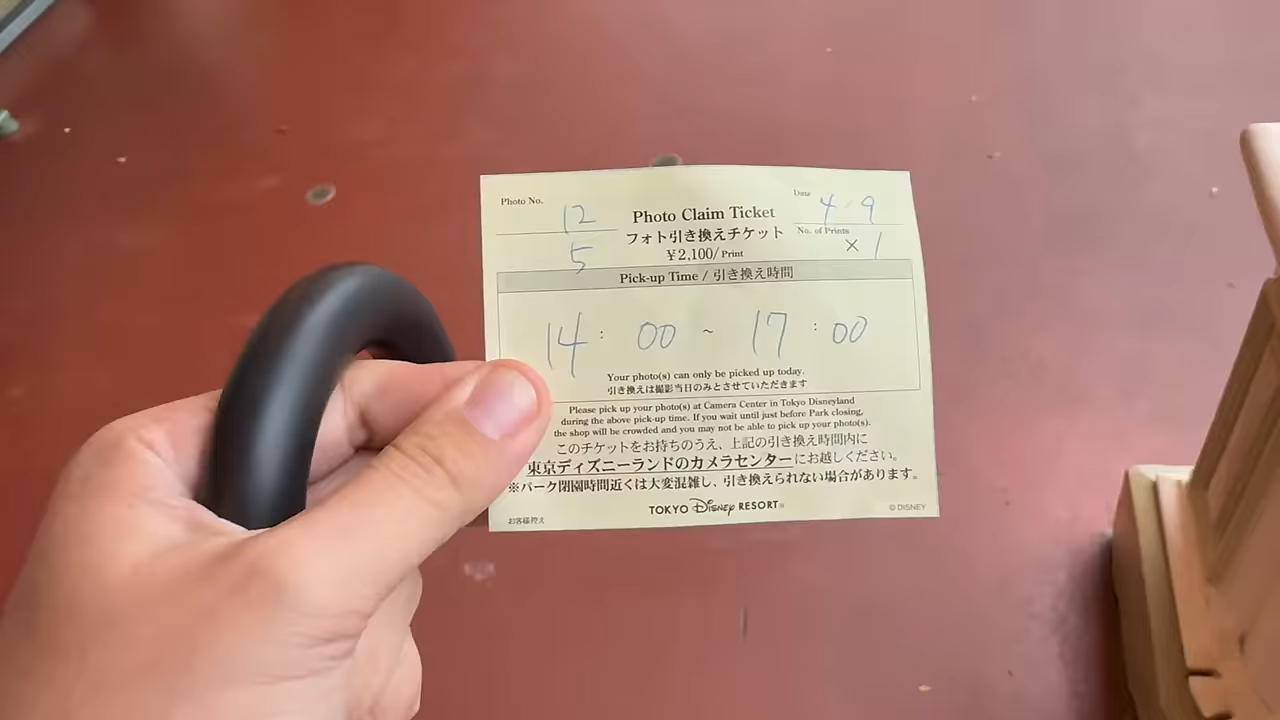 Photo No.
12
5
Photo Claim Ticket
フォト引き換えチケット
¥2,100/Print
Date
4 9
No. of Prints
× 1
Pick-up Time / 引き換え時間
14 : 00 ~ 17 : 00
Your photo(s) can only be picked up today.
引き換えは撮影当日のみとさせていただきます
Please pick up your photo(s) at Camera Center in Tokyo Disneyland
during the above pick-up time. If you wait until just before Park closing,
the shop will be crowded and you may not be able to pick up your photo(s).
このチケットをお持ちのうえ、上記の引き換え時間内に
東京ディズニーランドのカメラセンターにお越しください。
※パーク閉園時間近くは大変混雑し、引き換えられない場合があります。
TOKYO Disney RESORT®
お客様控え
© DISNEY